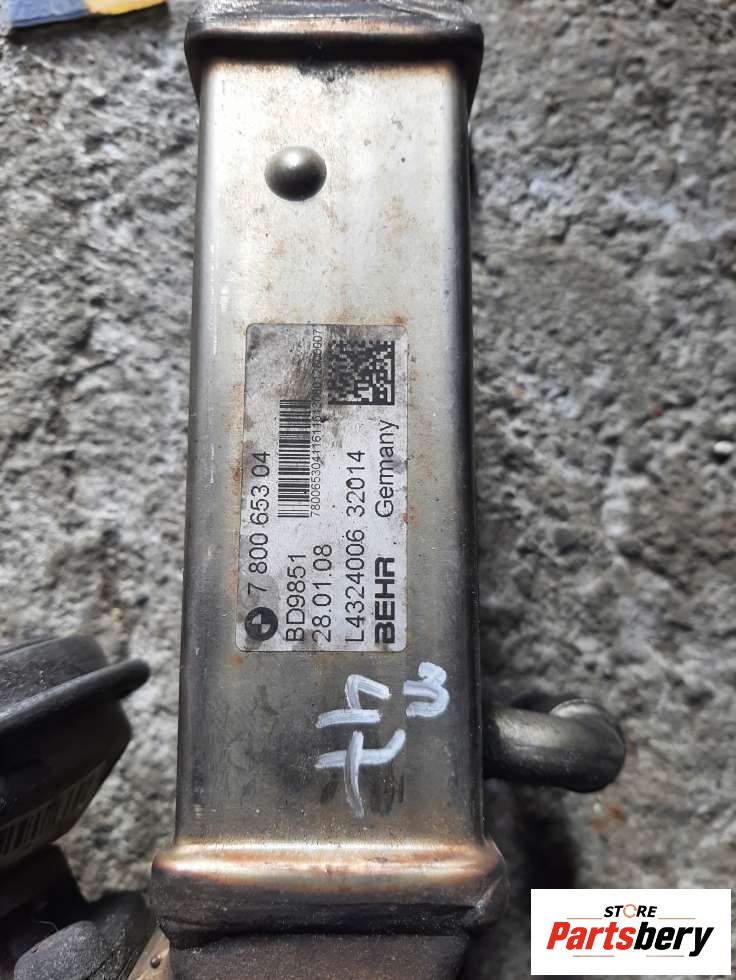 7 800 653 04
BD9851
28.01.08
L4324006 32014
BEHR Germany
STORE
Partsbery